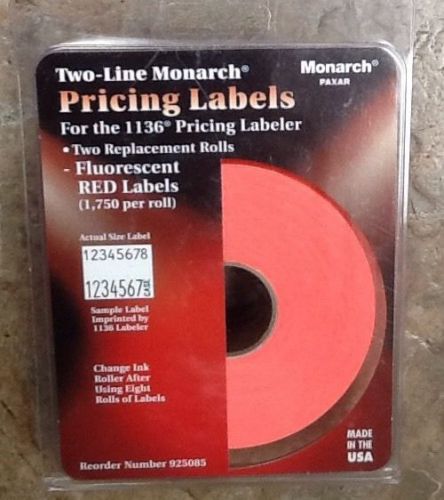 Two-Line Monarch®
Monarch®
PAXAR
Pricing Labels
For the 1136® Pricing Labeler
• Two Replacement Rolls
- Fluorescent
RED Labels
(1,750 per roll)
Actual Size Label
12345678
1234567
Sample Label
Imprinted by
1136 Labeler
Change Ink
Roller After
Using Eight
Rolls of Labels
MADE
IN THE
USA
Reorder Number 925085